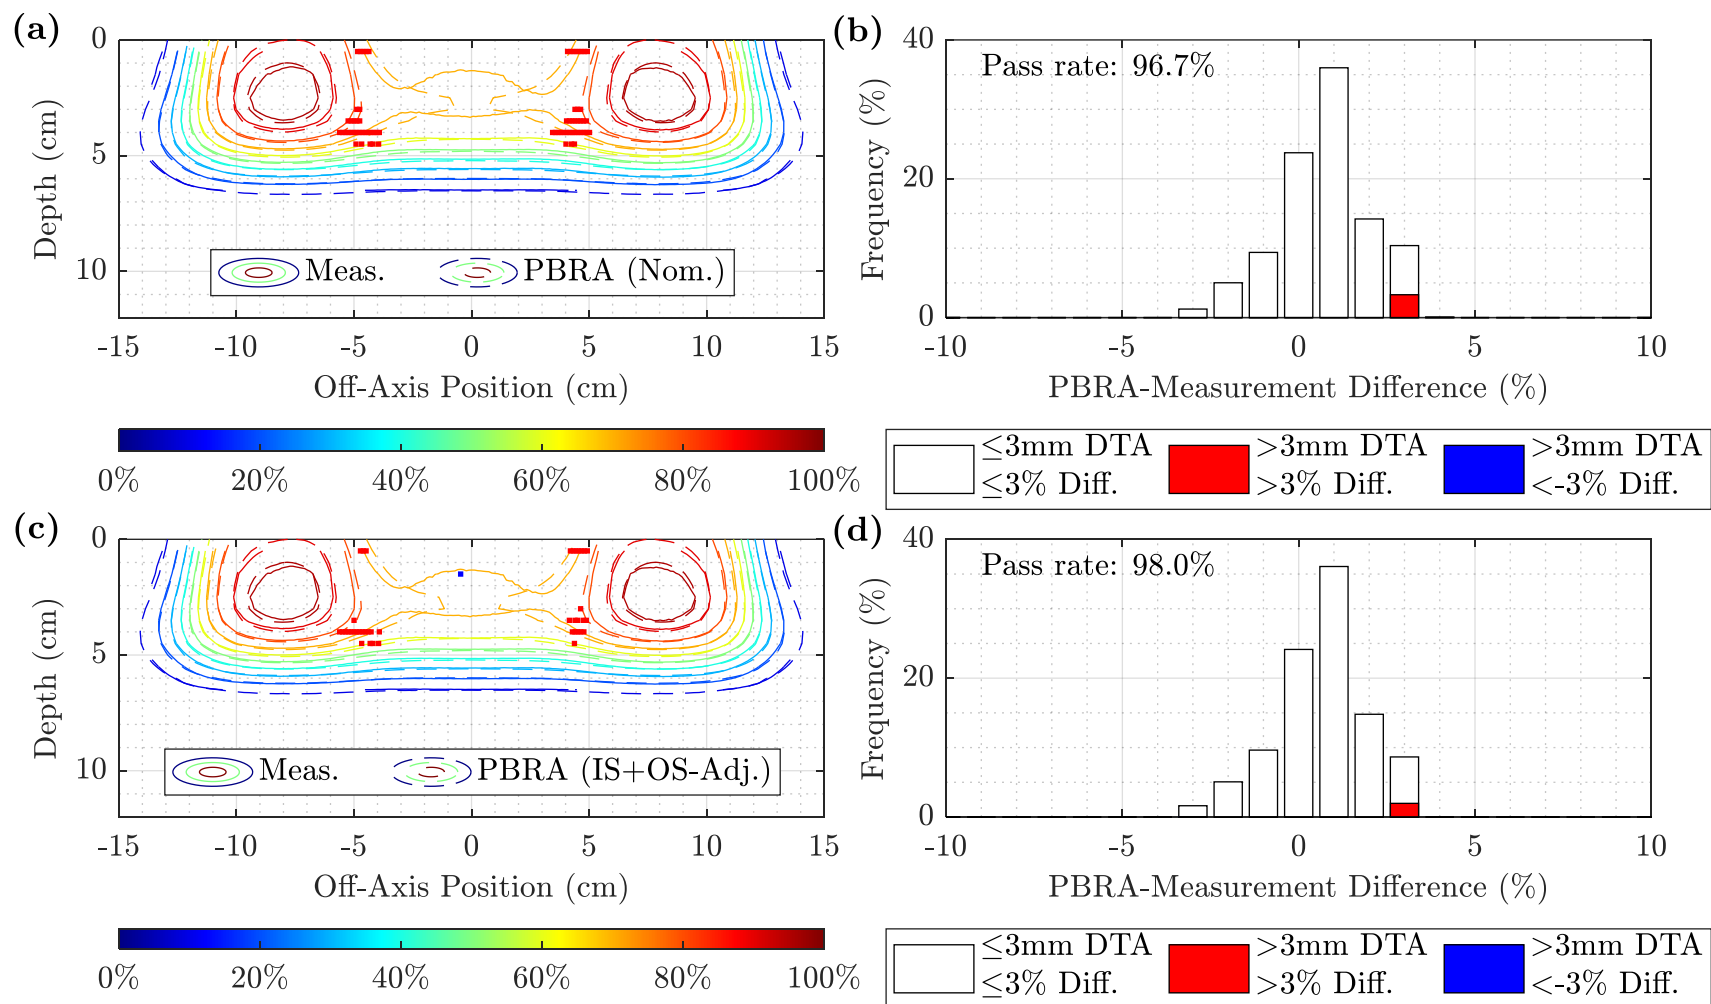 (a)
0
5
10
Depth (cm)
Meas.
PBRA (Nom.)
-15 -10 -5 0 5 10 15
Off-Axis Position (cm)
0% 20% 40% 60% 80% 100%
(b)
40
20
0
Frequency (%)
Pass rate: 96.7%
-10 -5 0 5 10
PBRA-Measurement Difference (%)
≤3mm DTA >3mm DTA >3mm DTA
≤3% Diff. >3% Diff. <-3% Diff.
(c)
0
5
10
Depth (cm)
Meas.
PBRA (IS+OS-Adj.)
-15 -10 -5 0 5 10 15
Off-Axis Position (cm)
0% 20% 40% 60% 80% 100%
(d)
40
20
0
Frequency (%)
Pass rate: 98.0%
-10 -5 0 5 10
PBRA-Measurement Difference (%)
≤3mm DTA >3mm DTA >3mm DTA
≤3% Diff. >3% Diff. <-3% Diff.